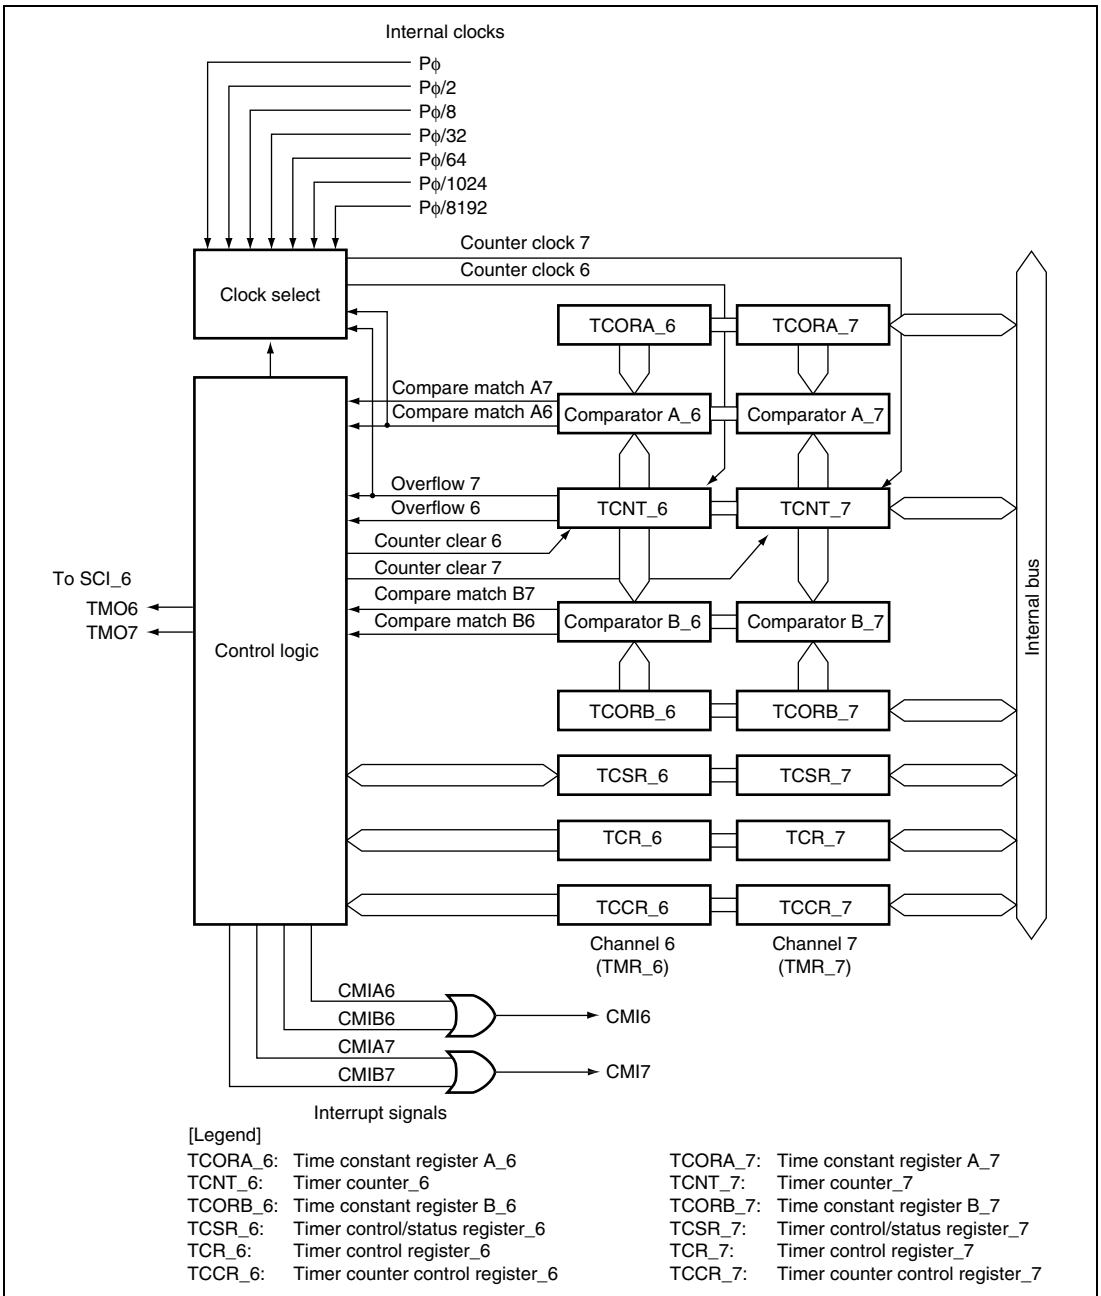 Internal clocks
Pϕ
Pϕ/2
Pϕ/8
Pϕ/32
Pϕ/64
Pϕ/1024
Pϕ/8192
Counter clock 7
Counter clock 6
Clock select
TCORA_6
TCORA_7
Compare match A7
Compare match A6
Comparator A_6
Comparator A_7
Overflow 7
Overflow 6
TCNT_6
TCNT_7
Counter clear 6
Counter clear 7
To SCI_6
TMO6
TMO7
Compare match B7
Compare match B6
Comparator B_6
Comparator B_7
Control logic
Internal bus
TCORB_6
TCORB_7
TCSR_6
TCSR_7
TCR_6
TCR_7
TCCR_6
TCCR_7
Channel 6
(TMR_6)
Channel 7
(TMR_7)
CMIA6
CMIB6
CMI6
CMIA7
CMIB7
CMI7
Interrupt signals
[Legend]
TCORA_6: Time constant register A_6
TCNT_6: Timer counter_6
TCORB_6: Time constant register B_6
TCSR_6: Timer control/status register_6
TCR_6: Timer control register_6
TCCR_6: Timer counter control register_6
TCORA_7: Time constant register A_7
TCNT_7: Timer counter_7
TCORB_7: Time constant register B_7
TCSR_7: Timer control/status register_7
TCR_7: Timer control register_7
TCCR_7: Timer counter control register_7